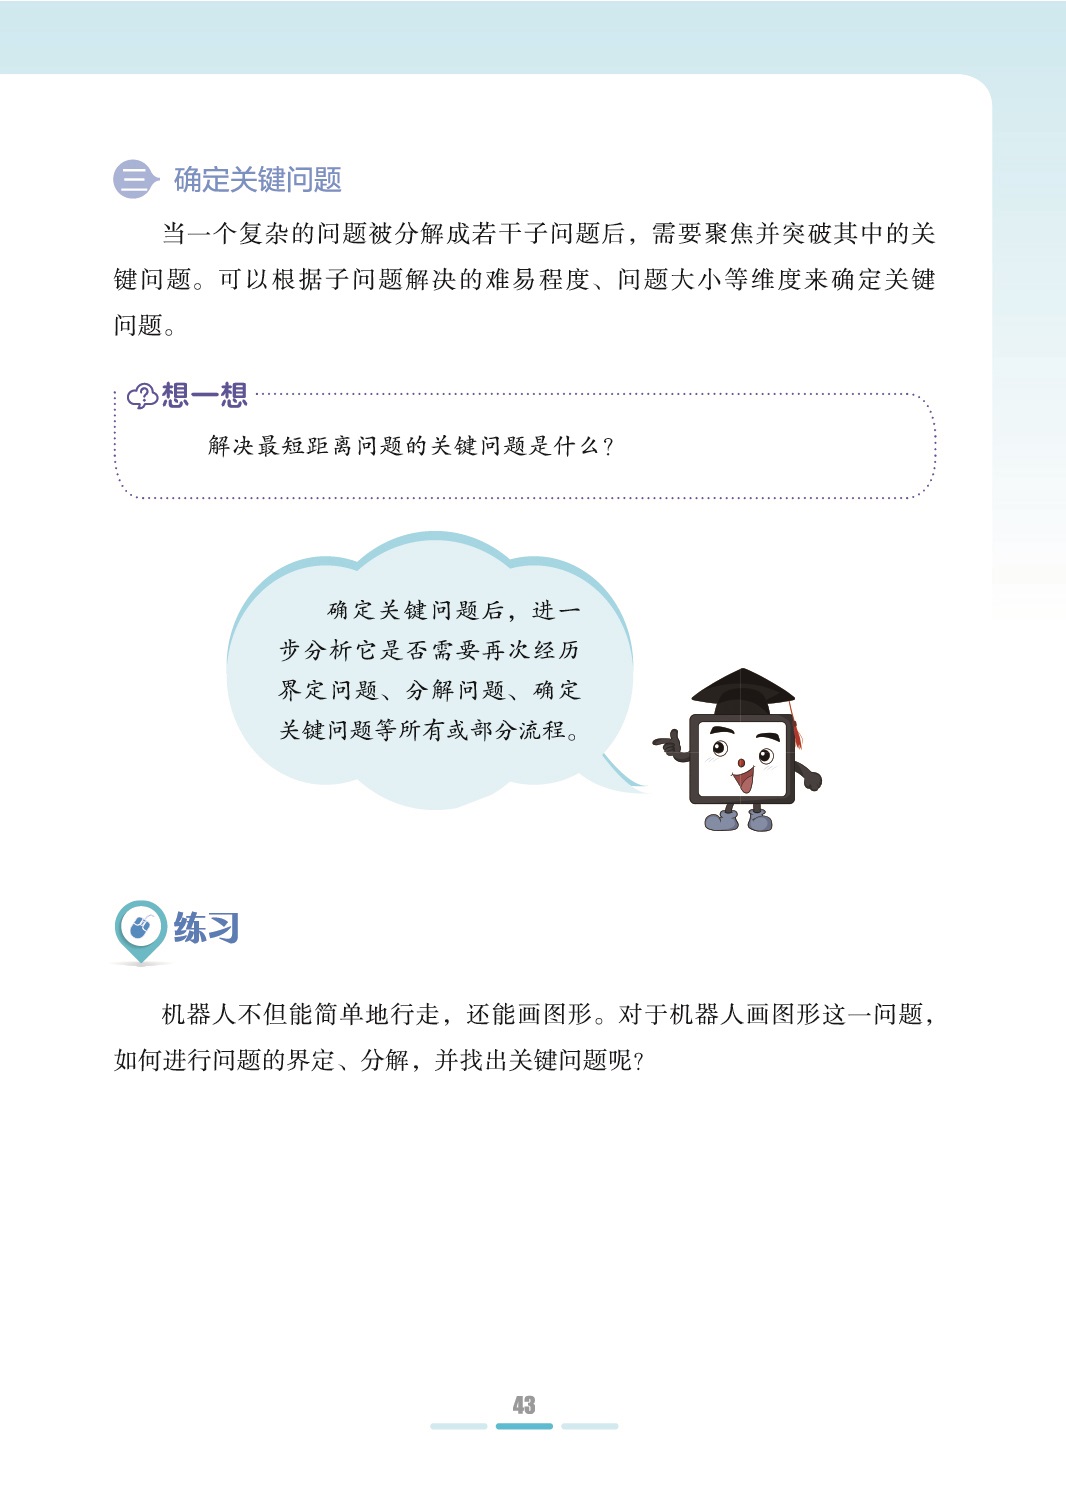 三 确定关键问题
当一个复杂的问题被分解成若干子问题后，需要聚焦并突破其中的关
键问题。可以根据子问题解决的难易程度、问题大小等维度来确定关键
问题。
想一想
解决最短距离问题的关键问题是什么？
确定关键问题后，进一
步分析它是否需要再次经历
界定问题、分解问题、确定
关键问题等所有或部分流程。
练习
机器人不但能简单地行走，还能画图形。对于机器人画图形这一问题，
如何进行问题的界定、分解，并找出关键问题呢？
43